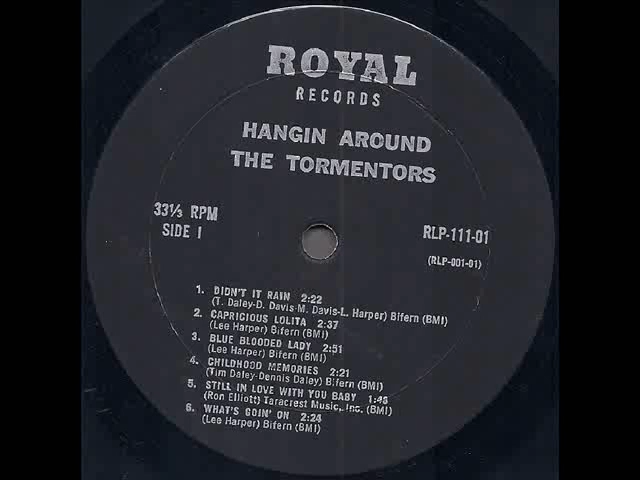 ROYAL
RECORDS
HANGIN AROUND
THE TORMENTORS
33⅓ RPM
SIDE 1
RLP-111-01
(RLP-001-01)
1. DIDN'T IT RAIN 2:22
(T. Daley-D. Davis-M. Davis-L. Harper) Bifern (BMI)
2. CAPRICIOUS LOLITA 2:37
(Lee Harper) Bifern (BMI)
3. BLUE BLOODED LADY 2:51
(Lee Harper) Bifern (BMI)
4. CHILDHOOD MEMORIES 2:21
(Tim Daley-Dennis Daley) Bifern (BMI)
5. STILL IN LOVE WITH YOU BABY 1:46
(Ron Elliott) Taracrest Music, Inc. (BMI)
6. WHAT'S GOIN' ON 2:24
(Lee Harper) Bifern (BMI)